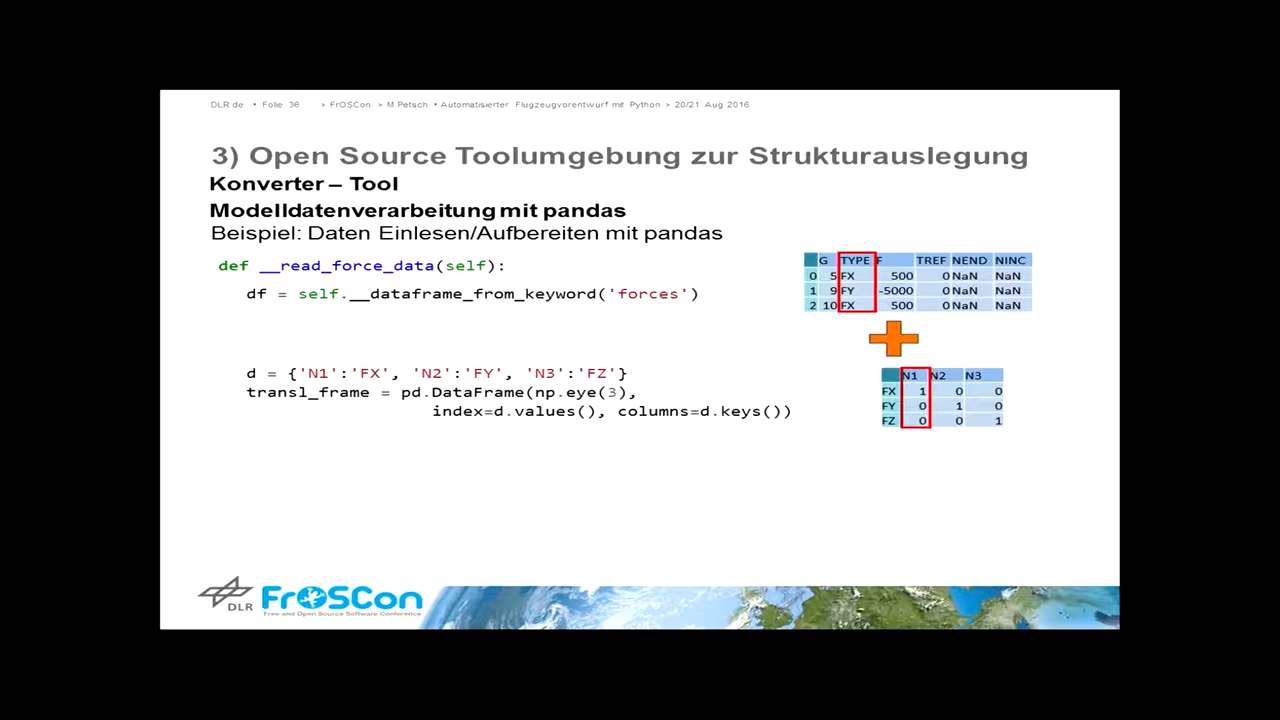 DLR.de • Folie 36 > FrOSCon > M Petsch • Automatisierter Flugzeugvorentwurf mit Python > 20/21 Aug 2016
3) Open Source Toolumgebung zur Strukturauslegung
Konverter – Tool
Modelldatenverarbeitung mit pandas
Beispiel: Daten Einlesen/Aufbereiten mit pandas
def __read_force_data(self):
df = self.__dataframe_from_keyword('forces')
d = {'N1':'FX', 'N2':'FY', 'N3':'FZ'}
transl_frame = pd.DataFrame(np.eye(3),
index=d.values(), columns=d.keys())
G TYPE F TREF NEND NINC
0 5 FX 500 0 NaN NaN
1 9 FY -5000 0 NaN NaN
2 10 FX 500 0 NaN NaN
N1 N2 N3
FX 1 0 0
FY 0 1 0
FZ 0 0 1
DLR
FrOSCon
Free and Open Source Software Conference